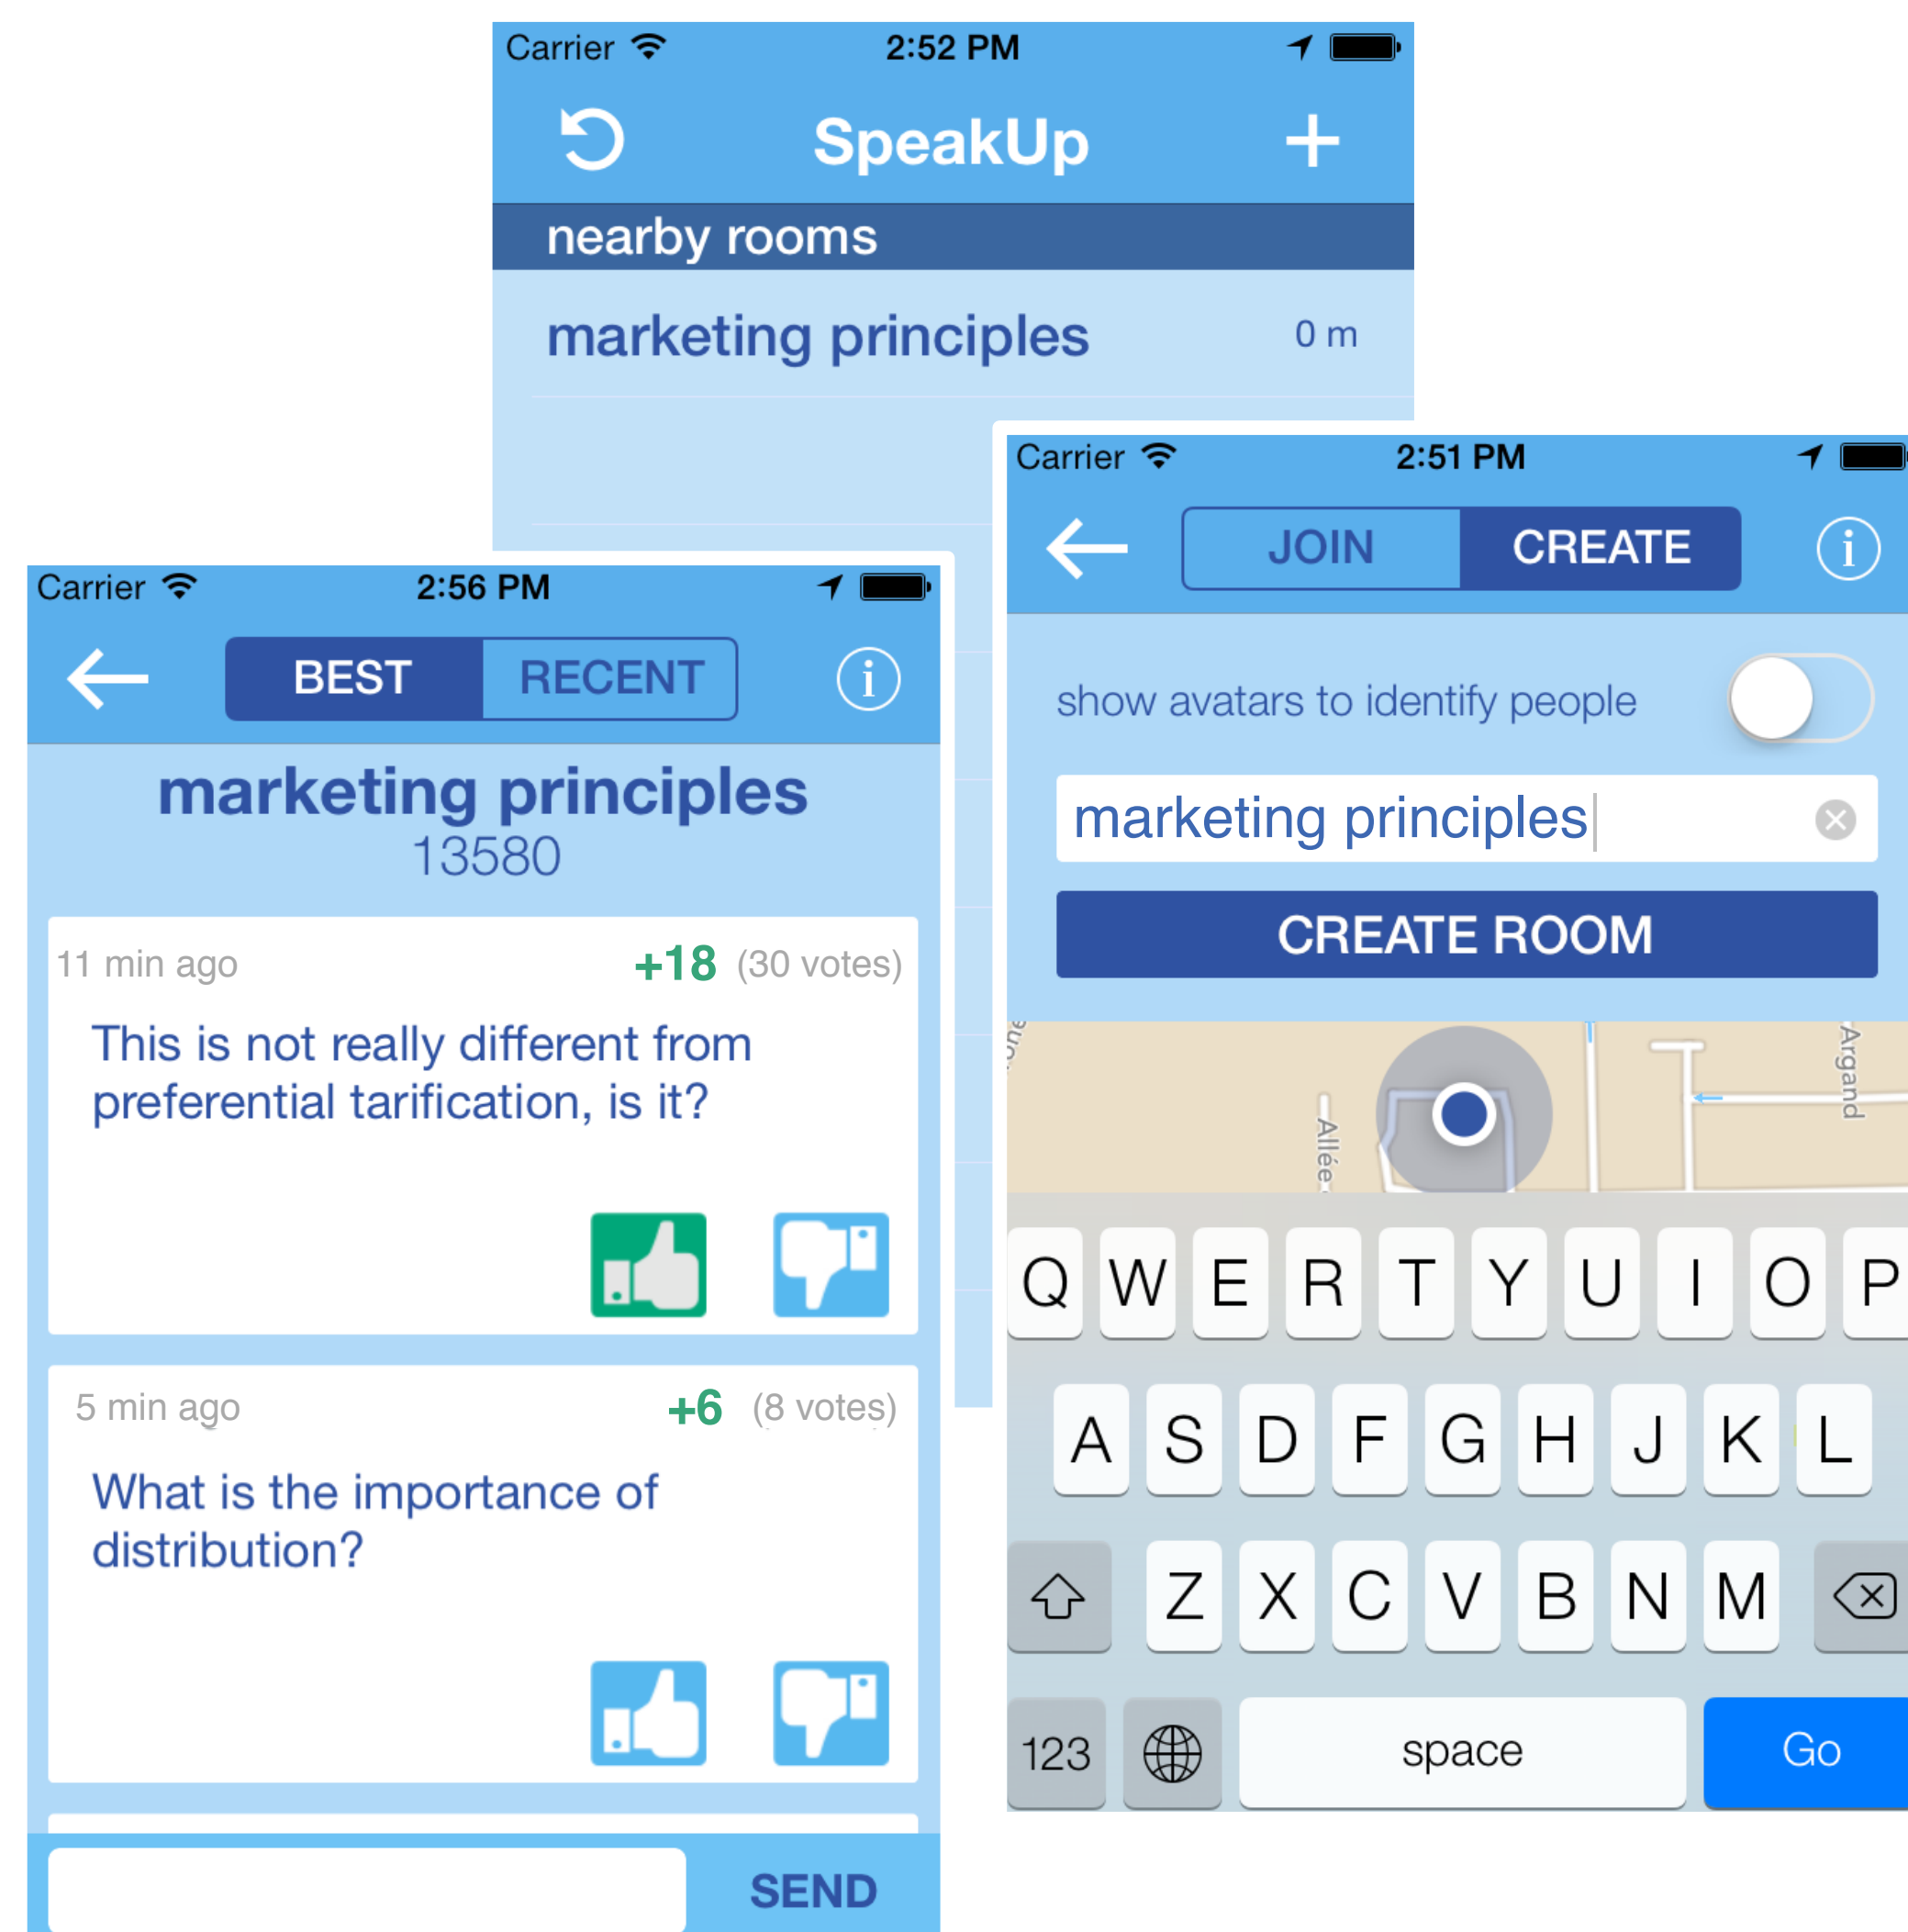 Carrier 2:52 PM
SpeakUp +
nearby rooms
marketing principles 0 m
Carrier 2:51 PM
JOIN CREATE i
show avatars to identify people
marketing principles
CREATE ROOM
Argand
Allée
Q W E R T Y U I O P
A S D F G H J K L
Z X C V B N M
123 space Go
Carrier 2:56 PM
BEST RECENT i
marketing principles
13580
11 min ago +18 (30 votes)
This is not really different from
preferential tarification, is it?
5 min ago +6 (8 votes)
What is the importance of
distribution?
SEND